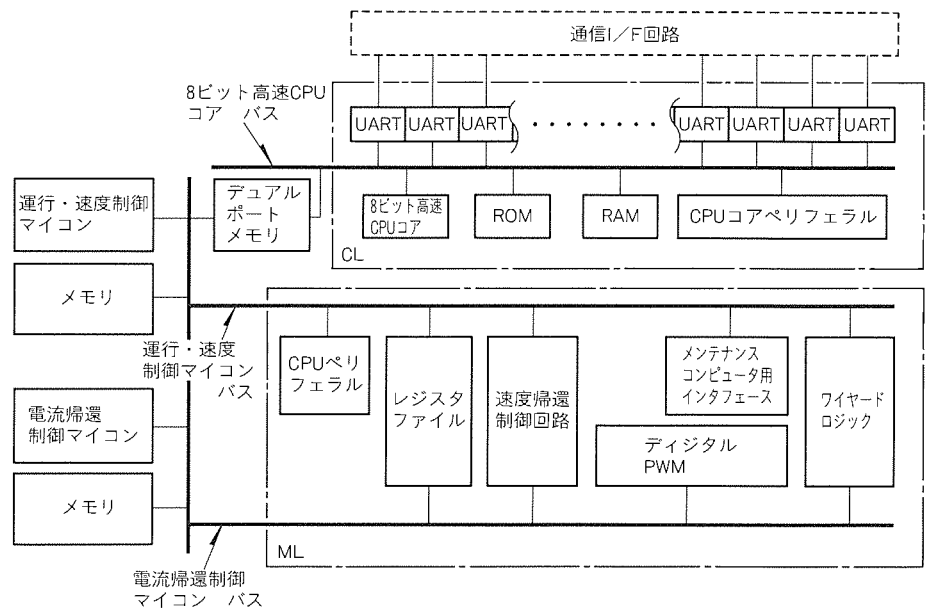 通信I/F回路
8ビット高速CPU
コア バス
UART UART UART ・・・・・・・・ UART UART UART UART
運行・速度制御
マイコン
デュアル
ポート
メモリ
8ビット高速
CPUコア
ROM
RAM
CPUコアペリフェラル
CL
メモリ
運行・速度
制御マイコン
バス
CPUペリ
フェラル
レジスタ
ファイル
速度帰還
制御回路
メンテナンス
コンピュータ用
インタフェース
ワイヤード
ロジック
電流帰還
制御マイコン
ディジタル
PWM
メモリ
ML
電流帰還制御
マイコン バス